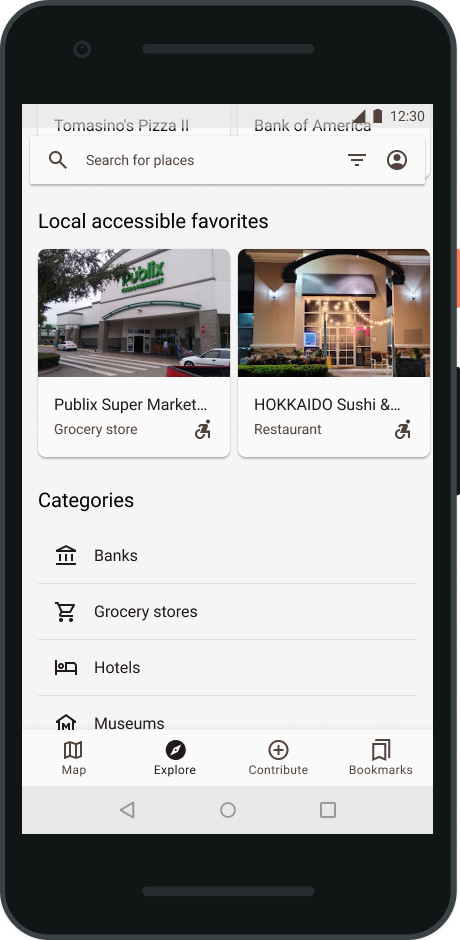 Tomasino's Pizza II
Bank of America
12:30
Search for places
Local accessible favorites
Publix
Publix Super Market...
Grocery store
HOKKAIDO Sushi &...
Restaurant
Categories
Banks
Grocery stores
Hotels
Museums
Map
Explore
Contribute
Bookmarks